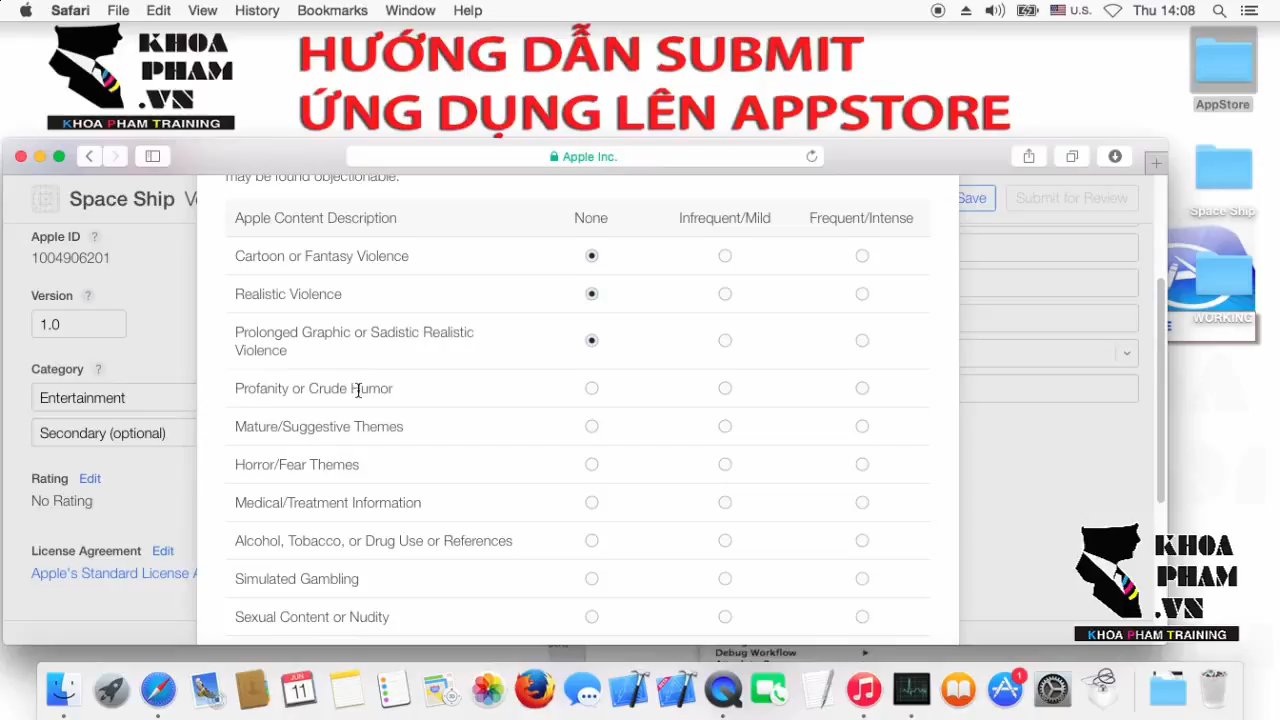 Safari File Edit View History Bookmarks Window Help U.S. Thu 14:08
KHOA
PHAM
.VN
KHOA PHAM TRAINING
HƯỚNG DẪN SUBMIT
ỨNG DỤNG LÊN APPSTORE
AppStore
Space Ship
WORKING
Apple Inc.
Space Ship
Save
Submit for Review
Apple ID ?
1004906201
Version ?
1.0
Category ?
Entertainment
Secondary (optional)
Rating Edit
No Rating
License Agreement Edit
Apple's Standard License
may be found objectionable.
Apple Content Description None Infrequent/Mild Frequent/Intense
Cartoon or Fantasy Violence
Realistic Violence
Prolonged Graphic or Sadistic Realistic
Violence
Profanity or Crude Humor
Mature/Suggestive Themes
Horror/Fear Themes
Medical/Treatment Information
Alcohol, Tobacco, or Drug Use or References
Simulated Gambling
Sexual Content or Nudity
KHOA
PHAM
.VN
KHOA PHAM TRAINING
Debug Workflow
JUN
11
1